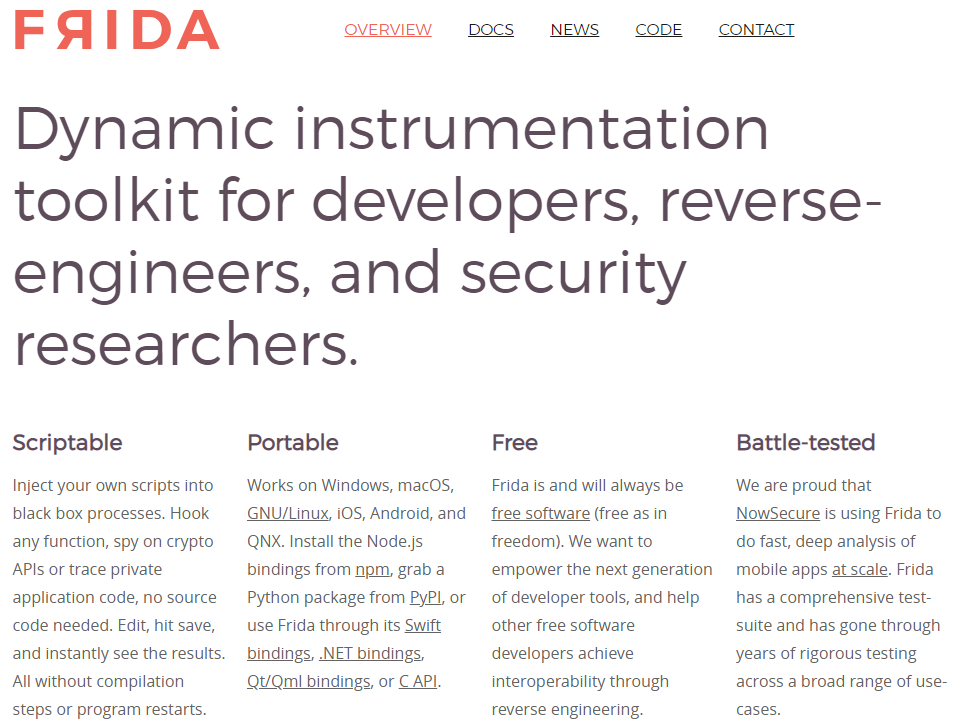 FRIDA
OVERVIEW DOCS NEWS CODE CONTACT
Dynamic instrumentation
toolkit for developers, reverse-
engineers, and security
researchers.
Scriptable
Inject your own scripts into
black box processes. Hook
any function, spy on crypto
APIs or trace private
application code, no source
code needed. Edit, hit save,
and instantly see the results.
All without compilation
steps or program restarts.
Portable
Works on Windows, macOS,
GNU/Linux, iOS, Android, and
QNX. Install the Node.js
bindings from npm, grab a
Python package from PyPI, or
use Frida through its Swift
bindings, .NET bindings,
Qt/Qml bindings, or C API.
Free
Frida is and will always be
free software (free as in
freedom). We want to
empower the next generation
of developer tools, and help
other free software
developers achieve
interoperability through
reverse engineering.
Battle-tested
We are proud that
NowSecure is using Frida to
do fast, deep analysis of
mobile apps at scale. Frida
has a comprehensive test-
suite and has gone through
years of rigorous testing
across a broad range of use-
cases.